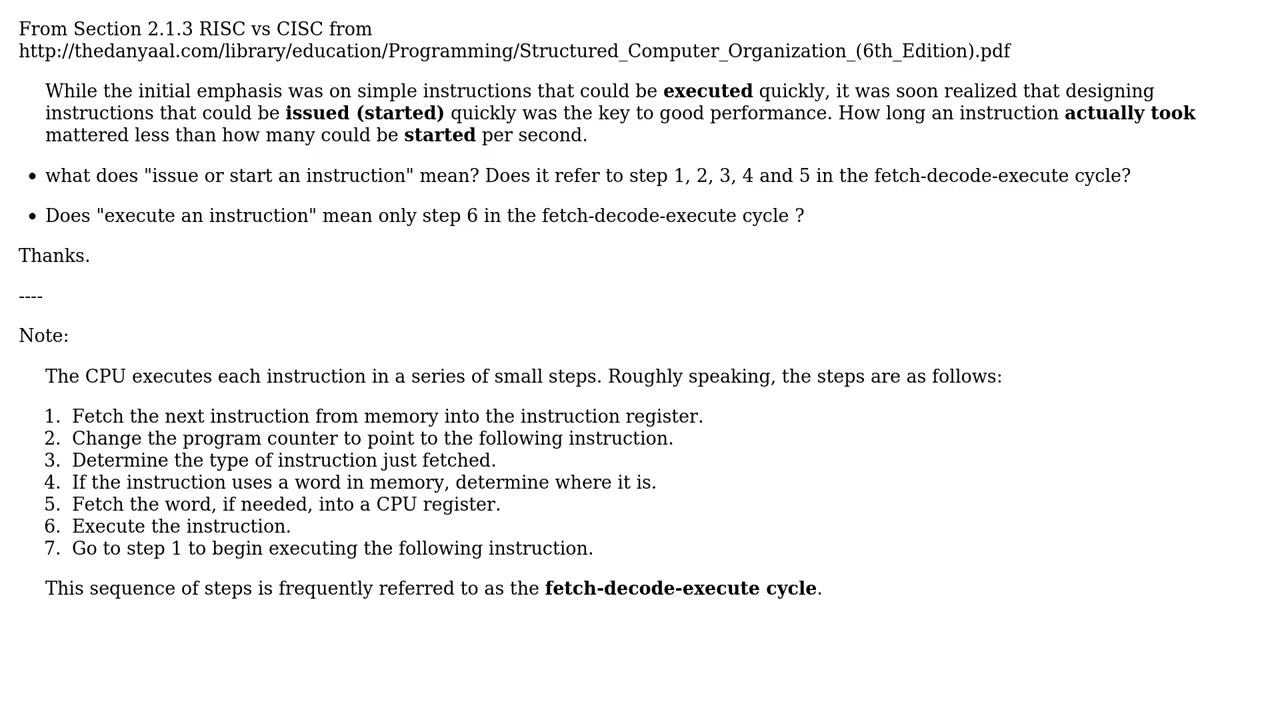 From Section 2.1.3 RISC vs CISC from
http://thedanyaal.com/library/education/Programming/Structured_Computer_Organization_(6th_Edition).pdf
While the initial emphasis was on simple instructions that could be executed quickly, it was soon realized that designing
instructions that could be issued (started) quickly was the key to good performance. How long an instruction actually took
mattered less than how many could be started per second.
• what does "issue or start an instruction" mean? Does it refer to step 1, 2, 3, 4 and 5 in the fetch-decode-execute cycle?
• Does "execute an instruction" mean only step 6 in the fetch-decode-execute cycle ?
Thanks.
----
Note:
The CPU executes each instruction in a series of small steps. Roughly speaking, the steps are as follows:
1. Fetch the next instruction from memory into the instruction register.
2. Change the program counter to point to the following instruction.
3. Determine the type of instruction just fetched.
4. If the instruction uses a word in memory, determine where it is.
5. Fetch the word, if needed, into a CPU register.
6. Execute the instruction.
7. Go to step 1 to begin executing the following instruction.
This sequence of steps is frequently referred to as the fetch-decode-execute cycle.